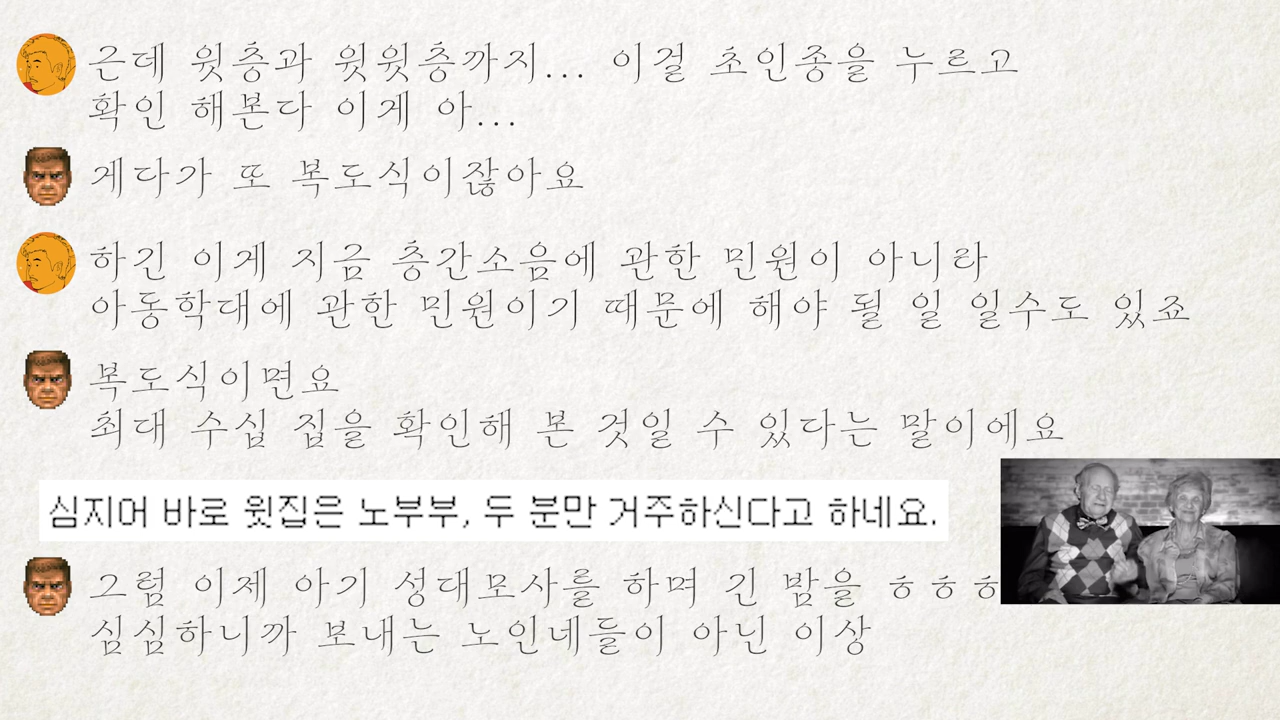 근데 윗층과 윗윗층까지... 이걸 초인종을 누르고
확인 해본다 이게 아...
게다가 또 복도식이잖아요
하긴 이게 지금 층간소음에 관한 민원이 아니라
아동학대에 관한 민원이기 때문에 해야 될 일 일수도 있죠
복도식이면요
최대 수십 집을 확인해 본 것일 수 있다는 말이에요
심지어 바로 윗집은 노부부, 두 분만 거주하신다고 하네요.
그럼 이제 아기 성대모사를 하며 긴 밤을 ㅎㅎㅎ
심심하니까 보내는 노인네들이 아닌 이상